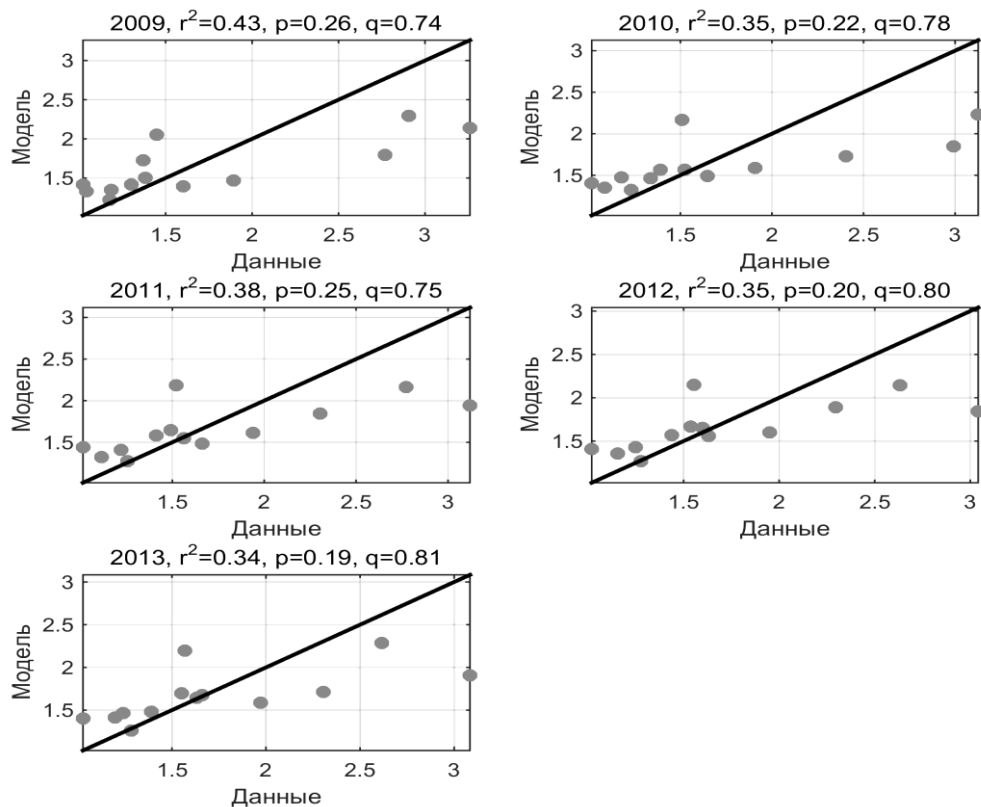 2009, r²=0.43, p=0.26, q=0.74
3
2.5
2
1.5
Модель
1.5 2 2.5 3
Данные
2010, r²=0.35, p=0.22, q=0.78
3
2.5
2
1.5
Модель
1.5 2 2.5 3
Данные
2011, r²=0.38, p=0.25, q=0.75
3
2.5
2
1.5
Модель
1.5 2 2.5 3
Данные
2012, r²=0.35, p=0.20, q=0.80
3
2.5
2
1.5
Модель
1.5 2 2.5 3
Данные
2013, r²=0.34, p=0.19, q=0.81
3
2.5
2
1.5
Модель
1.5 2 2.5 3
Данные